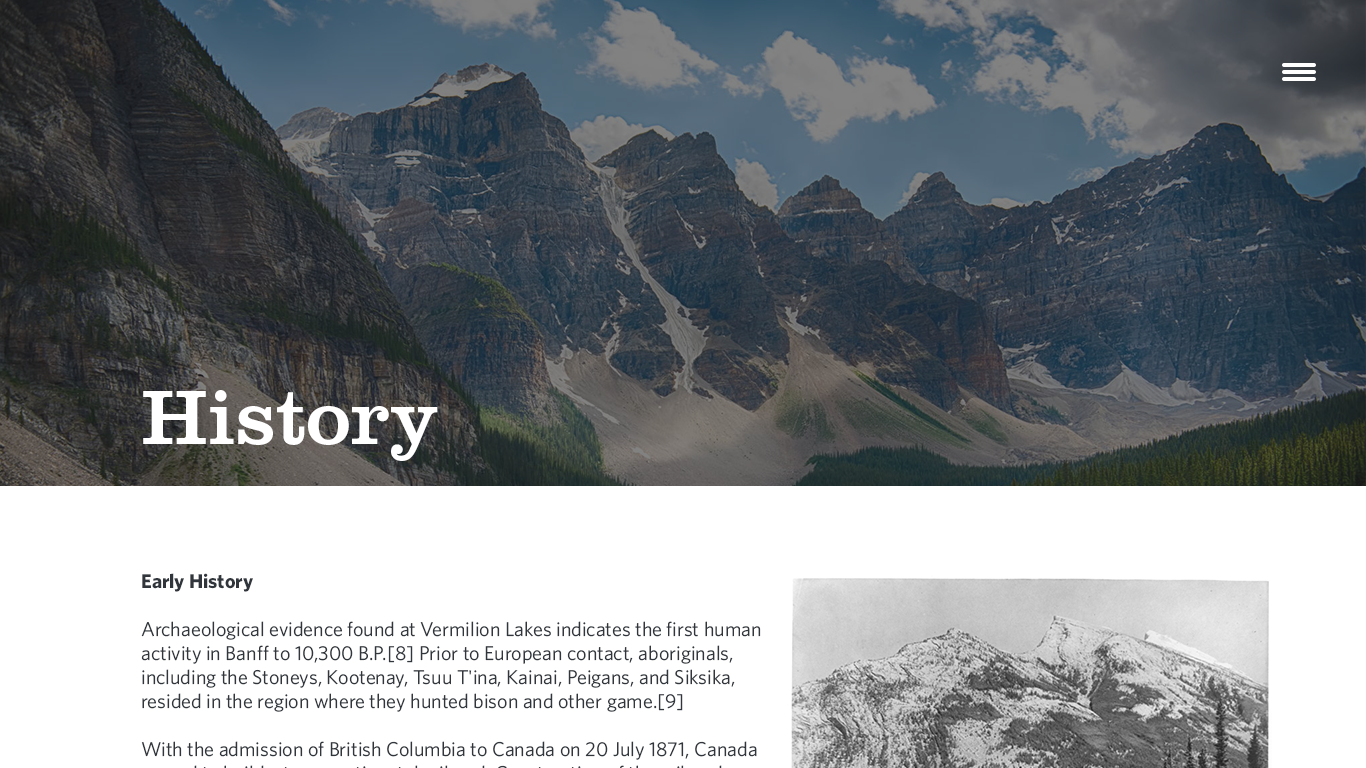 History
Early History
Archaeological evidence found at Vermilion Lakes indicates the first human
activity in Banff to 10,300 B.P.[8] Prior to European contact, aboriginals,
including the Stoneys, Kootenay, Tsuu T'ina, Kainai, Peigans, and Siksika,
resided in the region where they hunted bison and other game.[9]
With the admission of British Columbia to Canada on 20 July 1871, Canada